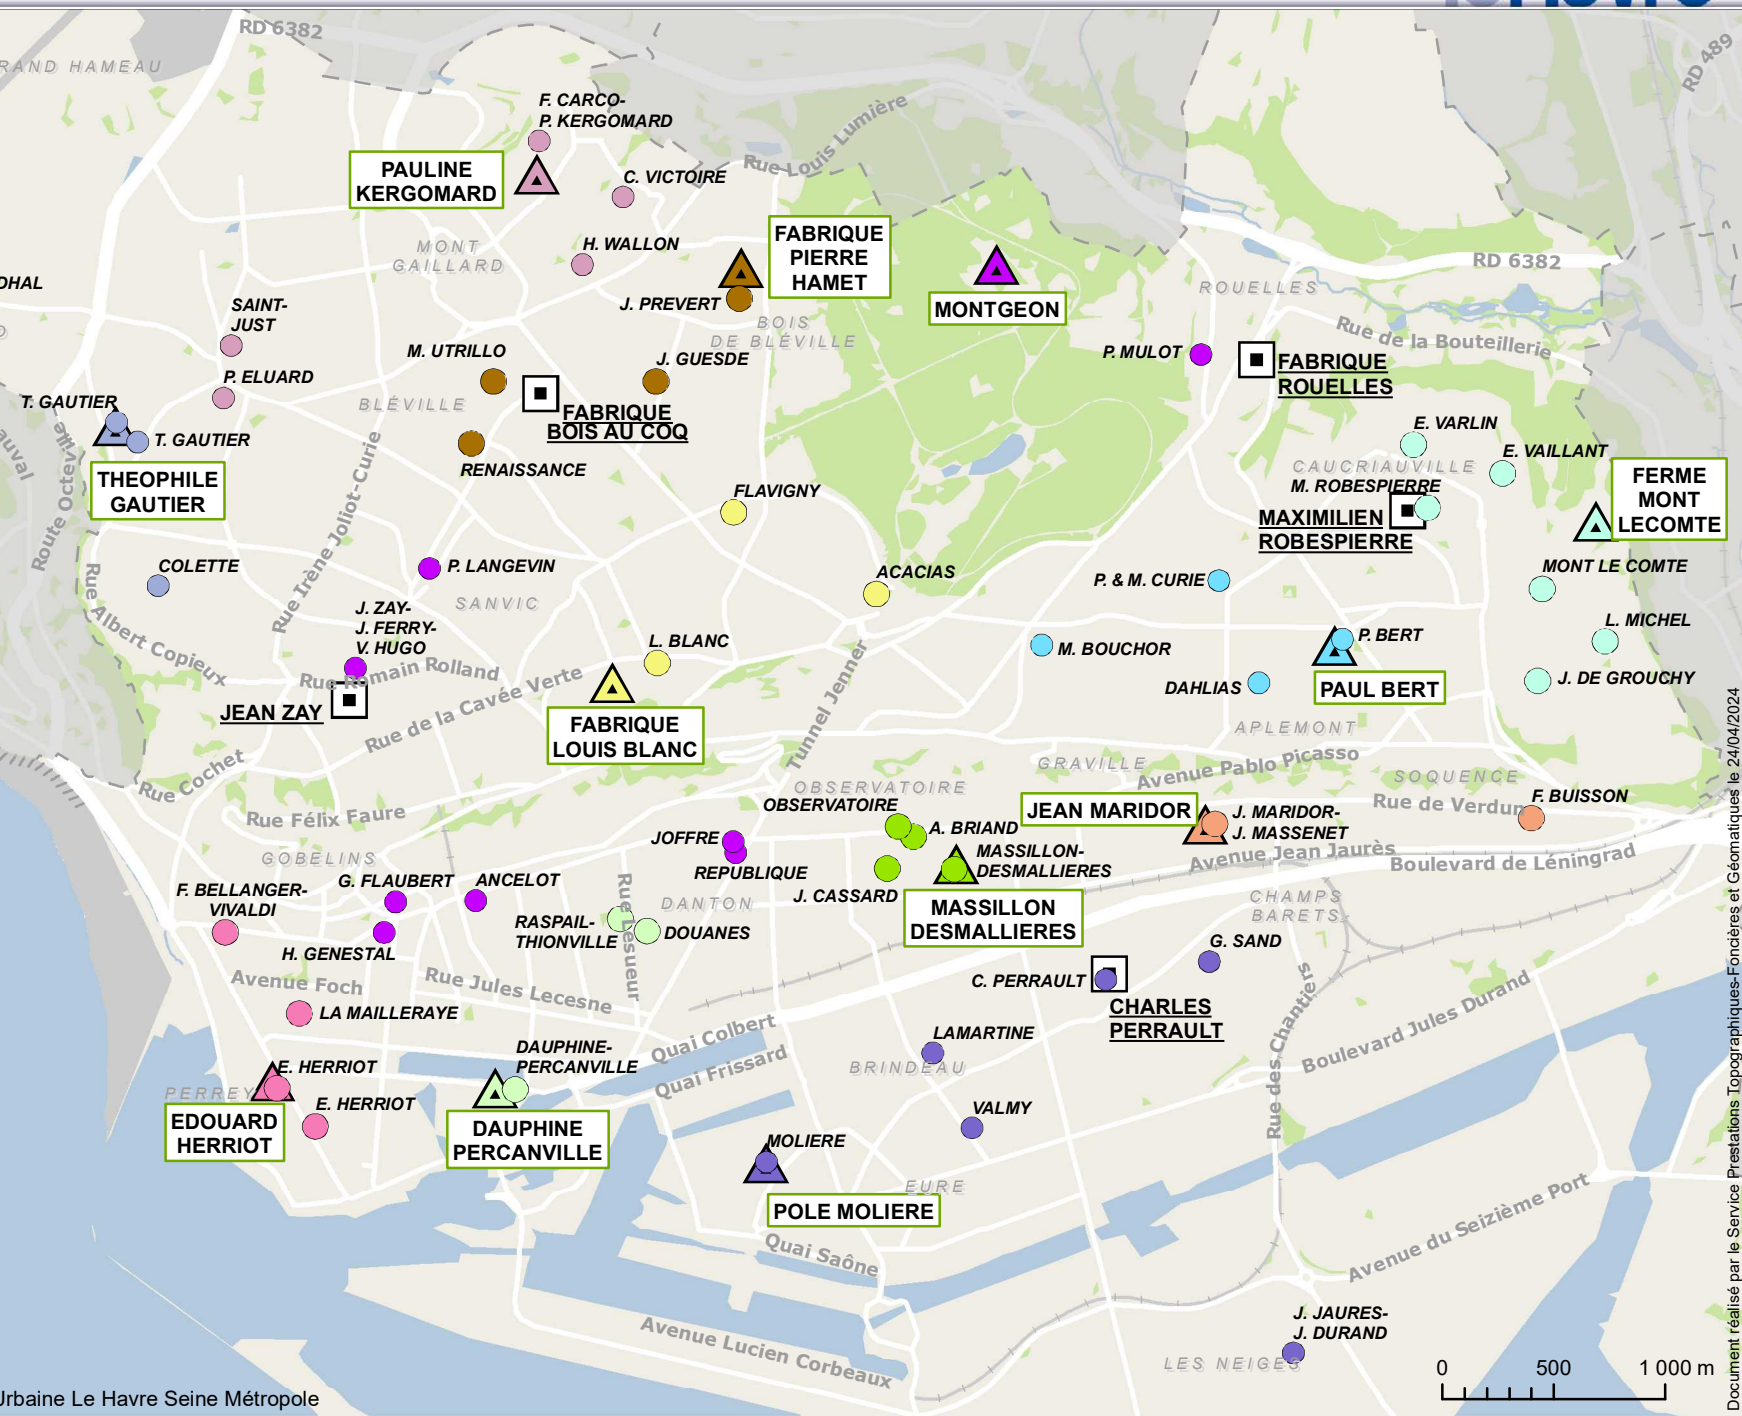 RD 6382
RAND HAMEAU
RD 489
F. CARCO-
P. KERGOMARD
Rue Louis Lumière
PAULINE
KERGOMARD
C. VICTOIRE
H. WALLON
MONT
GAILLARD
FABRIQUE
PIERRE
HAMET
J. PREVERT
BOIS
DE BLÉVILLE
MONTGEON
RD 6382
ROUELLES
Rue de la Bouteillerie
DHAL
SAINT-
JUST
P. ELUARD
M. UTRILLO
J. GUESDE
P. MULOT
FABRIQUE
ROUELLES
BLÉVILLE
FABRIQUE
BOIS AU COQ
T. GAUTIER
T. GAUTIER
THEOPHILE
GAUTIER
auval
Route Octeville
RENAISSANCE
Rue Irène Joliot-Curie
FLAVIGNY
E. VARLIN
E. VAILLANT
CAUCRIAUVILLE
M. ROBESPIERRE
MAXIMILIEN
ROBESPIERRE
FERME
MONT
LECOMTE
COLETTE
Rue Albert Copieux
P. LANGEVIN
SANVIC
ACACIAS
P. & M. CURIE
MONT LE COMTE
L. MICHEL
J. ZAY-
J. FERRY-
V. HUGO
Rue Romain Rolland
L. BLANC
M. BOUCHOR
P. BERT
DAHLIAS
PAUL BERT
J. DE GROUCHY
JEAN ZAY
Rue de la Cavée Verte
FABRIQUE
LOUIS BLANC
Tunnel Jenner
APLEMONT
GRAVILLE
Avenue Pablo Picasso
SOQUENCE
Rue Cochet
Rue Félix Faure
OBSERVATOIRE
OBSERVATOIRE
JEAN MARIDOR
J. MARIDOR-
J. MASSENET
Rue de Verdun
F. BUISSON
JOFFRE
REPUBLIQUE
A. BRIAND
MASSILLON-
DESMALLIERES
J. CASSARD
MASSILLON
DESMALLIERES
Avenue Jean Jaurès
Boulevard de Léningrad
GOBELINS
F. BELLANGER-
VIVALDI
G. FLAUBERT
ANCELOT
H. GENESTAL
RASPAIL-
THIONVILLE
Rue Lesueur
DANTON
DOUANES
CHAMPS
BARETS
G. SAND
C. PERRAULT
CHARLES
PERRAULT
Avenue Foch
Rue Jules Lecesne
LA MAILLERAYE
Quai Colbert
Quai Frissard
LAMARTINE
BRINDEAU
Rue des Chantiers
Boulevard Jules Durand
DAUPHINE-
PERCANVILLE
E. HERRIOT
PERREY
E. HERRIOT
EDOUARD
HERRIOT
DAUPHINE
PERCANVILLE
VALMY
MOLIERE
EURE
POLE MOLIERE
Quai Saône
Avenue du Seizième Port
Avenue Lucien Corbeaux
J. JAURES-
J. DURAND
LES NEIGES
0 500 1 000 m
Urbaine Le Havre Seine Métropole
Document réalisé par le Service Prestations Topographiques-Foncières et Géomatiques le 24/04/2024